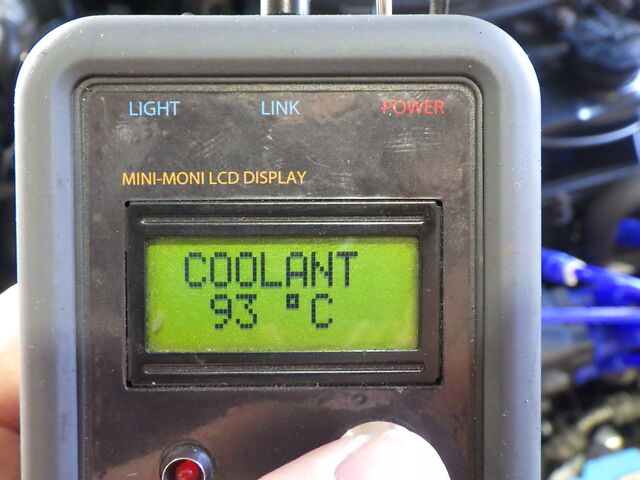 LIGHT LINK POWER
MINI-MONI LCD DISPLAY
COOLANT
93 °C